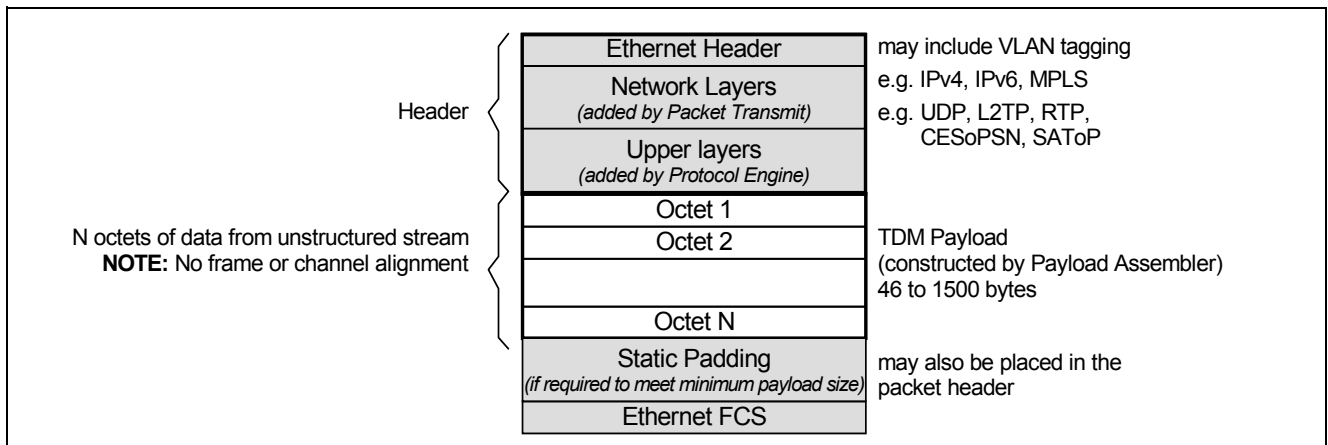 Ethernet Header
may include VLAN tagging
Network Layers
(added by Packet Transmit)
e.g. IPv4, IPv6, MPLS
Header
e.g. UDP, L2TP, RTP,
CESoPSN, SAToP
Upper layers
(added by Protocol Engine)
Octet 1
N octets of data from unstructured stream
NOTE: No frame or channel alignment
Octet 2
TDM Payload
(constructed by Payload Assembler)
46 to 1500 bytes
Octet N
Static Padding
(if required to meet minimum payload size)
may also be placed in the
packet header
Ethernet FCS